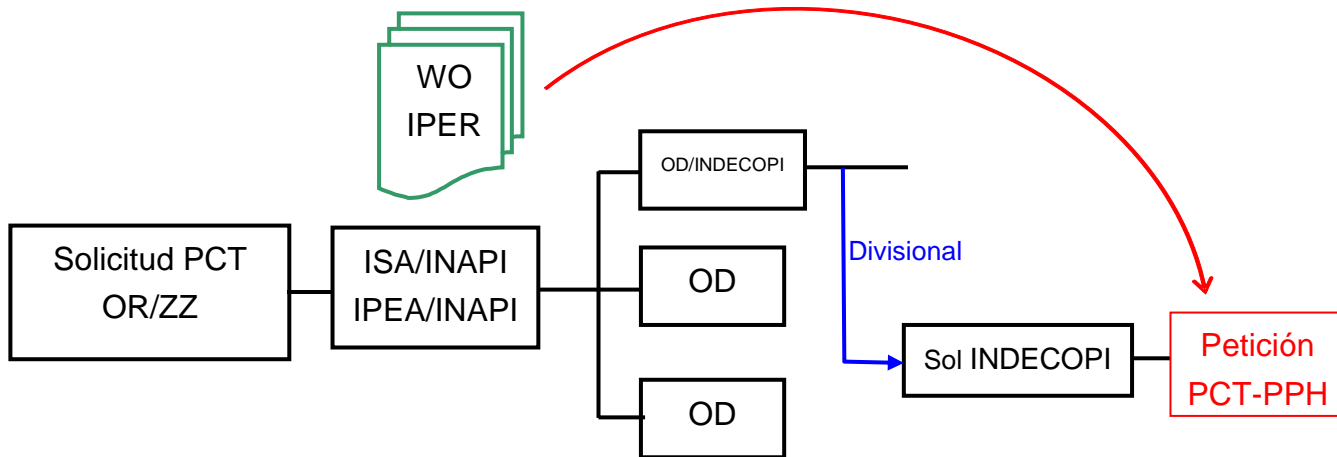 WO
IPER
OD/INDECOPI
Solicitud PCT
OR/ZZ
ISA/INAPI
IPEA/INAPI
OD
Divisional
Sol INDECOPI
Petición
PCT-PPH
OD